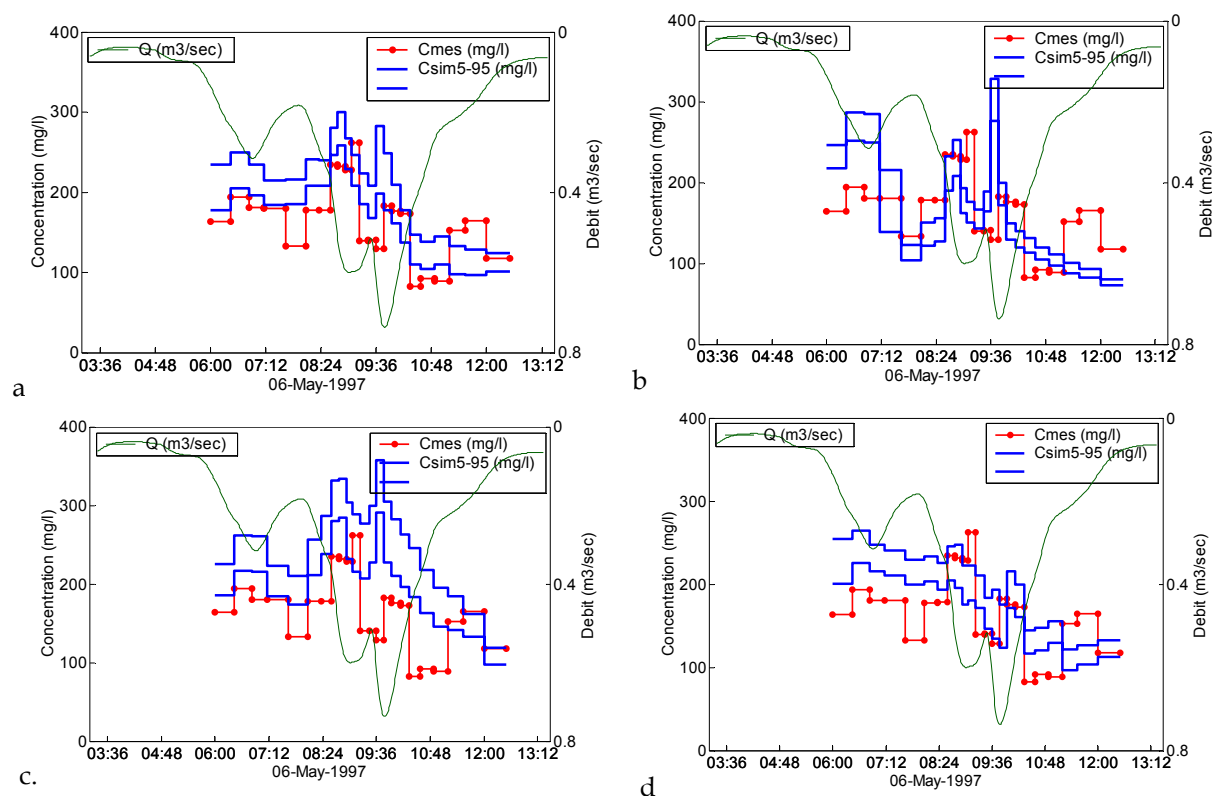 400
300
200
100
0
Concentration (mg/l)
Q (m3/sec)
Cmes (mg/l)
Csim5-95 (mg/l)
0
0.4
0.8
Debit (m3/sec)
03:36 04:48 06:00 07:12 08:24 09:36 10:48 12:00 13:12
06-May-1997
a
400
300
200
100
0
Concentration (mg/l)
Q (m3/sec)
Cmes (mg/l)
Csim5-95 (mg/l)
0
0.4
0.8
Debit (m3/sec)
03:36 04:48 06:00 07:12 08:24 09:36 10:48 12:00 13:12
06-May-1997
b
400
300
200
100
0
Concentration (mg/l)
Q (m3/sec)
Cmes (mg/l)
Csim5-95 (mg/l)
0
0.4
0.8
Debit (m3/sec)
03:36 04:48 06:00 07:12 08:24 09:36 10:48 12:00 13:12
06-May-1997
c.
400
300
200
100
0
Concentration (mg/l)
Q (m3/sec)
Cmes (mg/l)
Csim5-95 (mg/l)
0
0.4
0.8
Debit (m3/sec)
03:36 04:48 06:00 07:12 08:24 09:36 10:48 12:00 13:12
06-May-1997
d